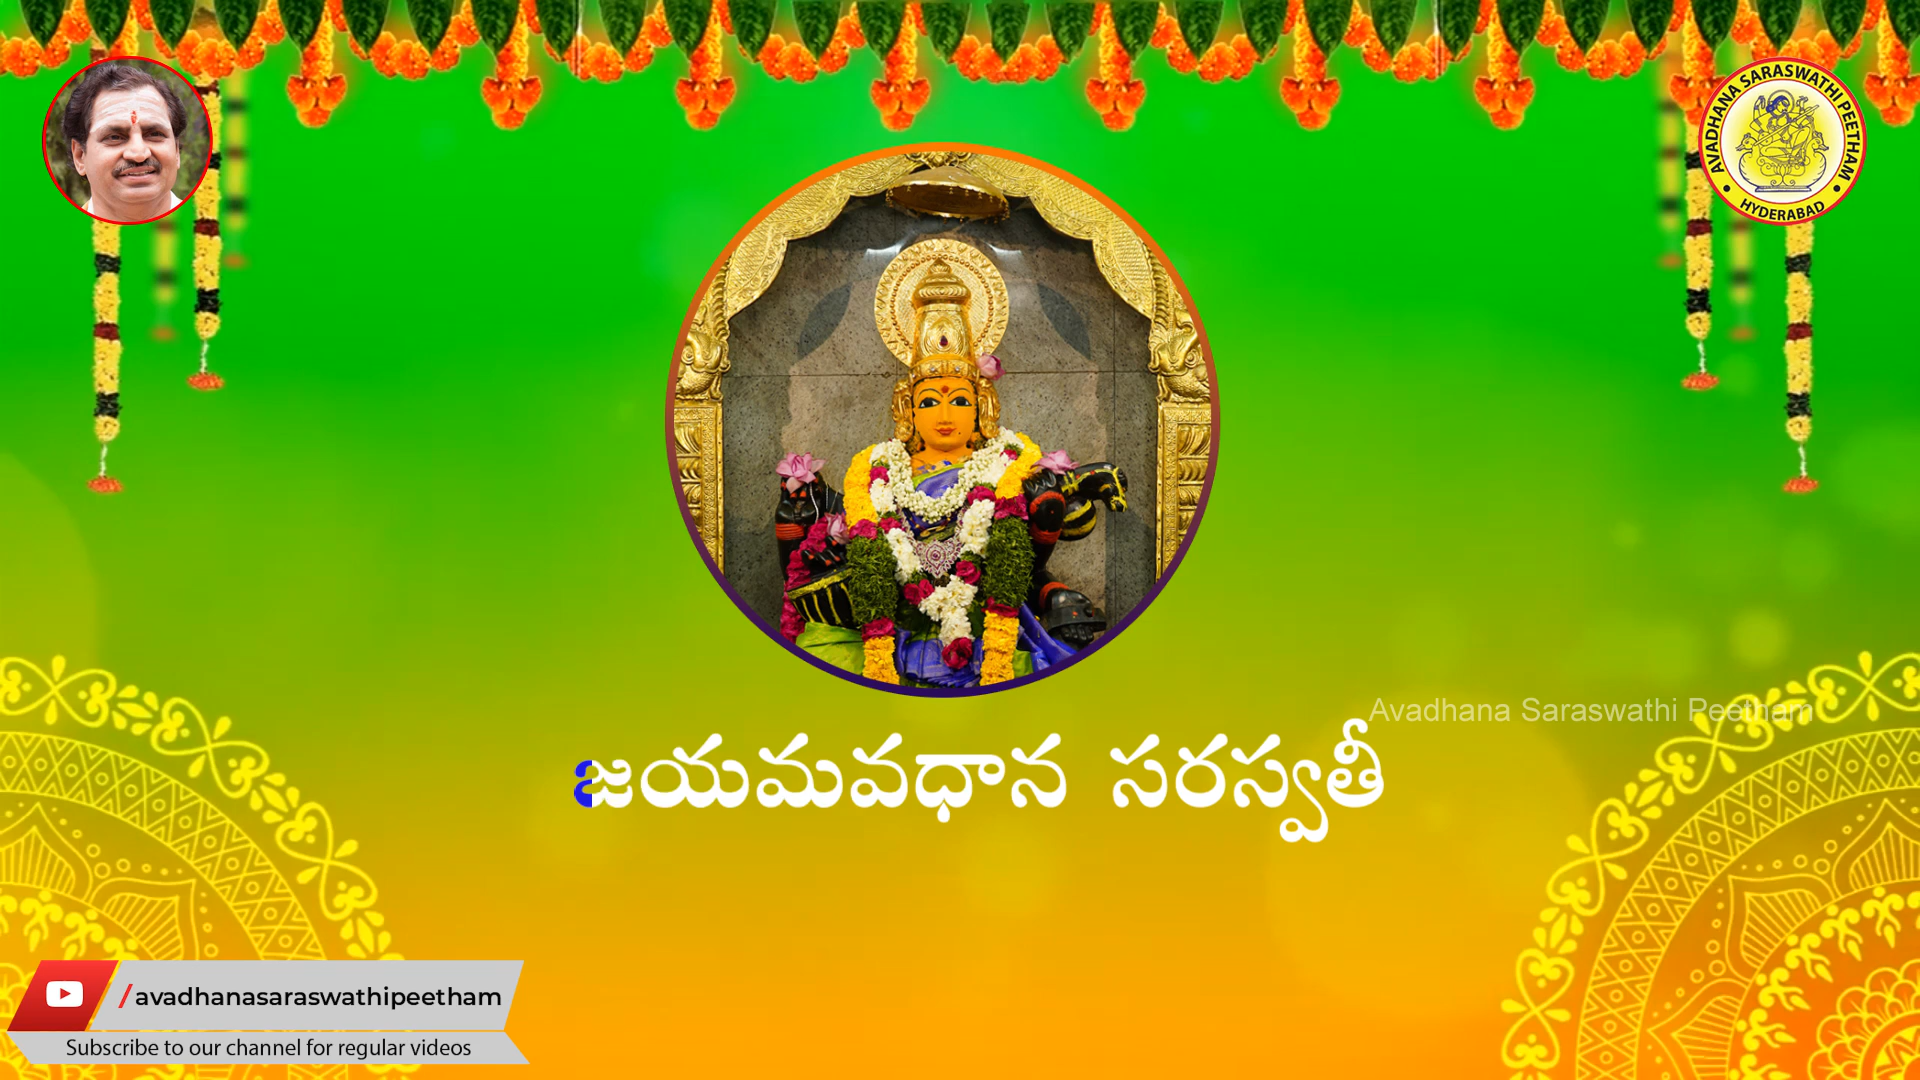 AVADHANA SARASWATHI PEETHAM
• HYDERABAD •
Avadhana Saraswathi Peetham
జయమవధాన సరస్వతీ
/avadhanasaraswathipeetham
Subscribe to our channel for regular videos